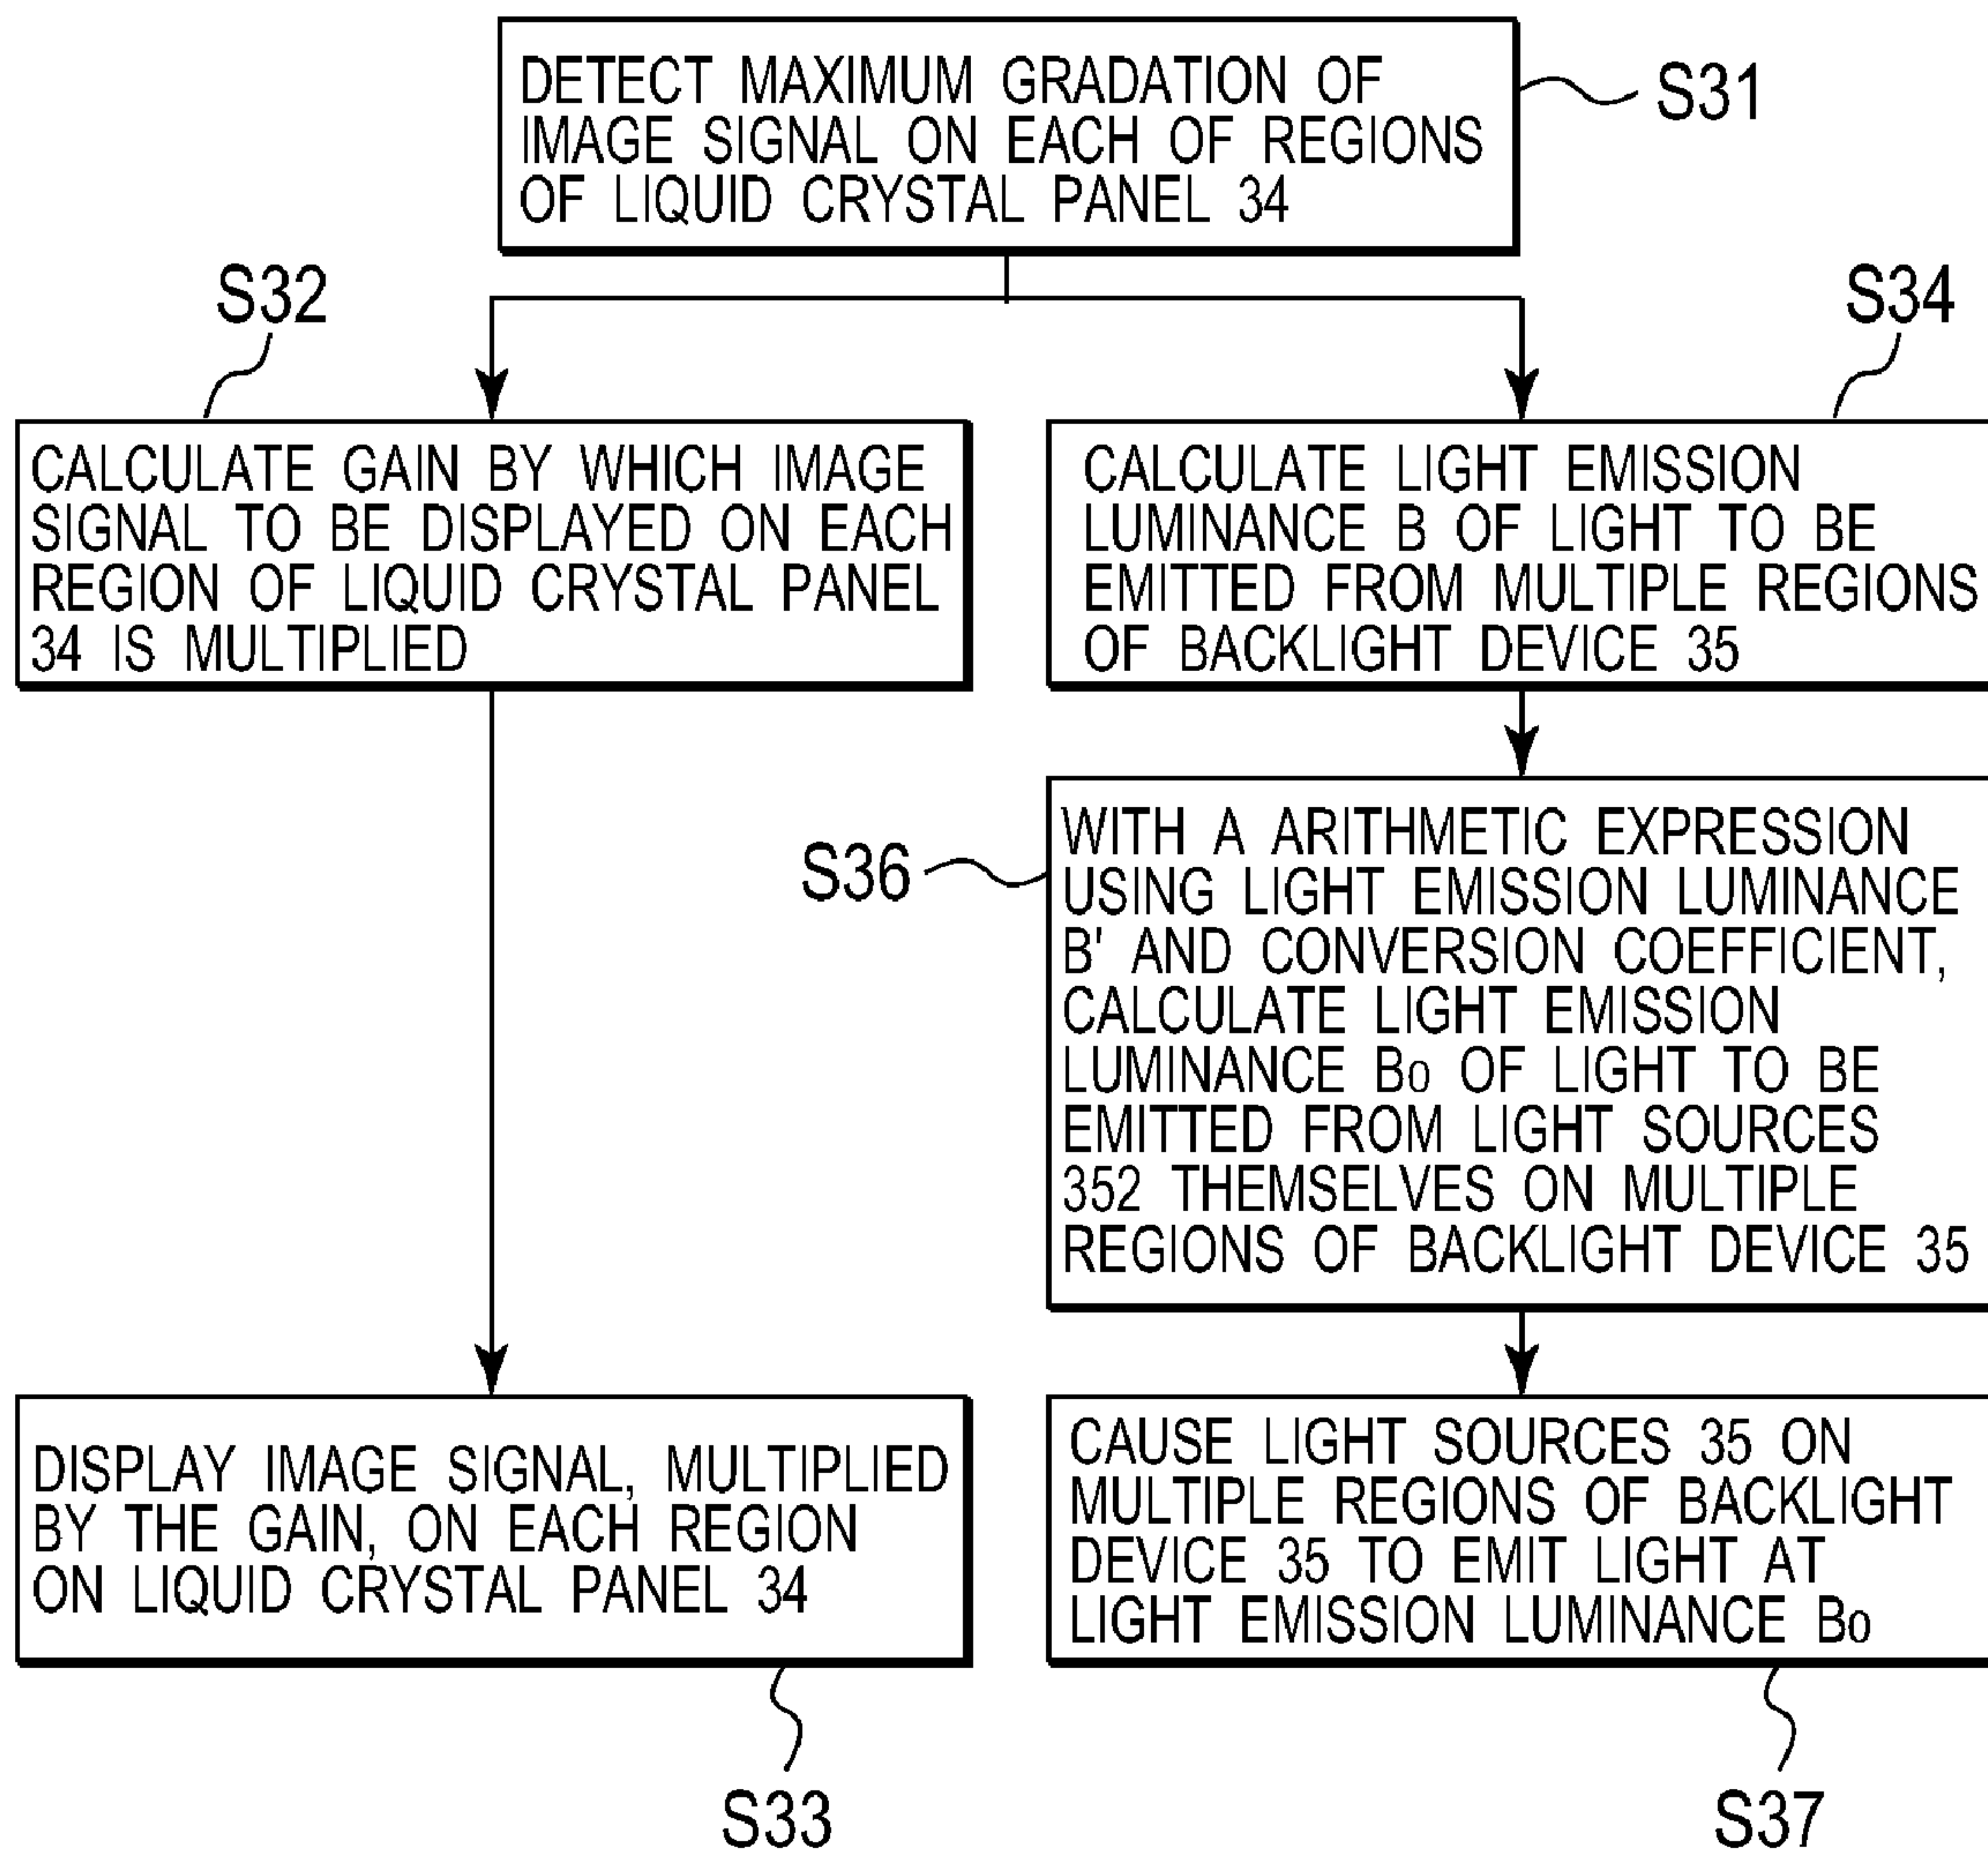 DETECT MAXIMUM GRADATION OF
IMAGE SIGNAL ON EACH OF REGIONS
OF LIQUID CRYSTAL PANEL 34
S31
S32
CALCULATE GAIN BY WHICH IMAGE
SIGNAL TO BE DISPLAYED ON EACH
REGION OF LIQUID CRYSTAL PANEL
34 IS MULTIPLIED
S34
CALCULATE LIGHT EMISSION
LUMINANCE B OF LIGHT TO BE
EMITTED FROM MULTIPLE REGIONS
OF BACKLIGHT DEVICE 35
S36
WITH A ARITHMETIC EXPRESSION
USING LIGHT EMISSION LUMINANCE
B' AND CONVERSION COEFFICIENT,
CALCULATE LIGHT EMISSION
LUMINANCE Bo OF LIGHT TO BE
EMITTED FROM LIGHT SOURCES
352 THEMSELVES ON MULTIPLE
REGIONS OF BACKLIGHT DEVICE 35
DISPLAY IMAGE SIGNAL, MULTIPLIED
BY THE GAIN, ON EACH REGION
ON LIQUID CRYSTAL PANEL 34
S33
CAUSE LIGHT SOURCES 35 ON
MULTIPLE REGIONS OF BACKLIGHT
DEVICE 35 TO EMIT LIGHT AT
LIGHT EMISSION LUMINANCE Bo
S37